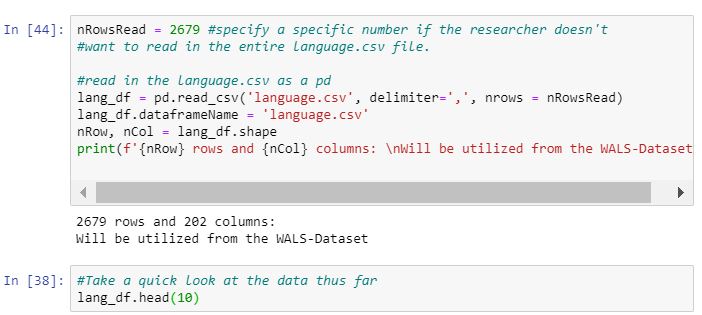 In [44]: nRowsRead = 2679 #specify a specific number if the researcher doesn't
#want to read in the entire language.csv file.
#read in the language.csv as a pd
lang_df = pd.read_csv('language.csv', delimiter=',', nrows = nRowsRead)
lang_df.dataframeName = 'language.csv'
nRow, nCol = lang_df.shape
print(f'{nRow} rows and {nCol} columns: \nWill be utilized from the WALS-Dataset
2679 rows and 202 columns:
Will be utilized from the WALS-Dataset
In [38]: #Take a quick look at the data thus far
lang_df.head(10)